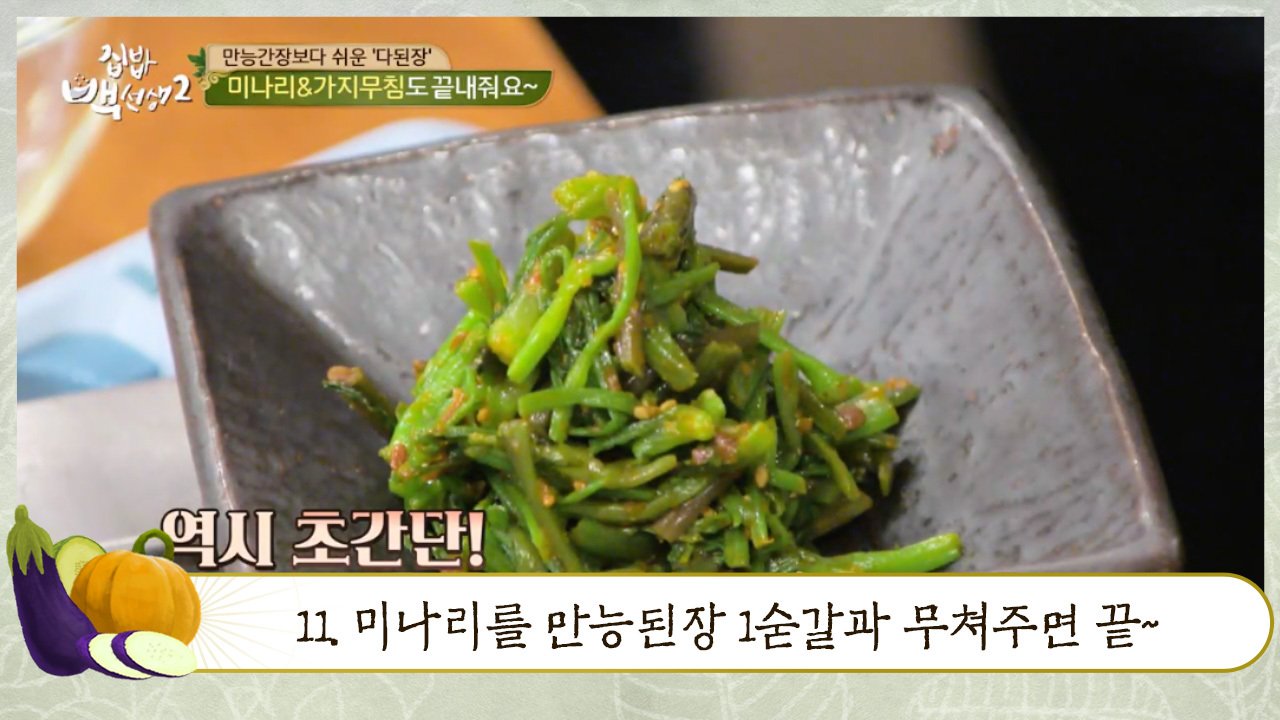 집밥
백선생2
만능간장보다 쉬운 '다된장'
미나리&가지무침도 끝내줘요~
역시 초간단!
11. 미나리를 만능된장 1숟갈과 무쳐주면 끝~